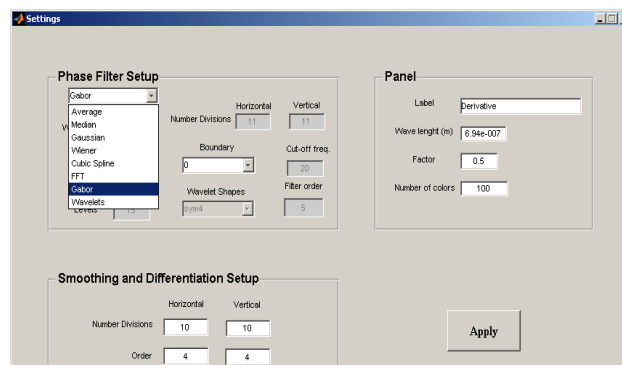 Settings
Phase Filter Setup
Gabor
Average
Median
Gaussian
Wiener
Cubic Spline
FFT
Gabor
Wavelets
Horizontal Vertical
Number Divisions 11 11
Boundary Cut-off freq.
0 20
Wavelet Shapes Filter order
Levels 15 sym4 5
Panel
Label Derivative
Wave lenght (m) 6.94e-007
Factor 0.5
Number of colors 100
Smoothing and Differentiation Setup
Horizontal Vertical
Number Divisions 10 10
Order 4 4
Apply